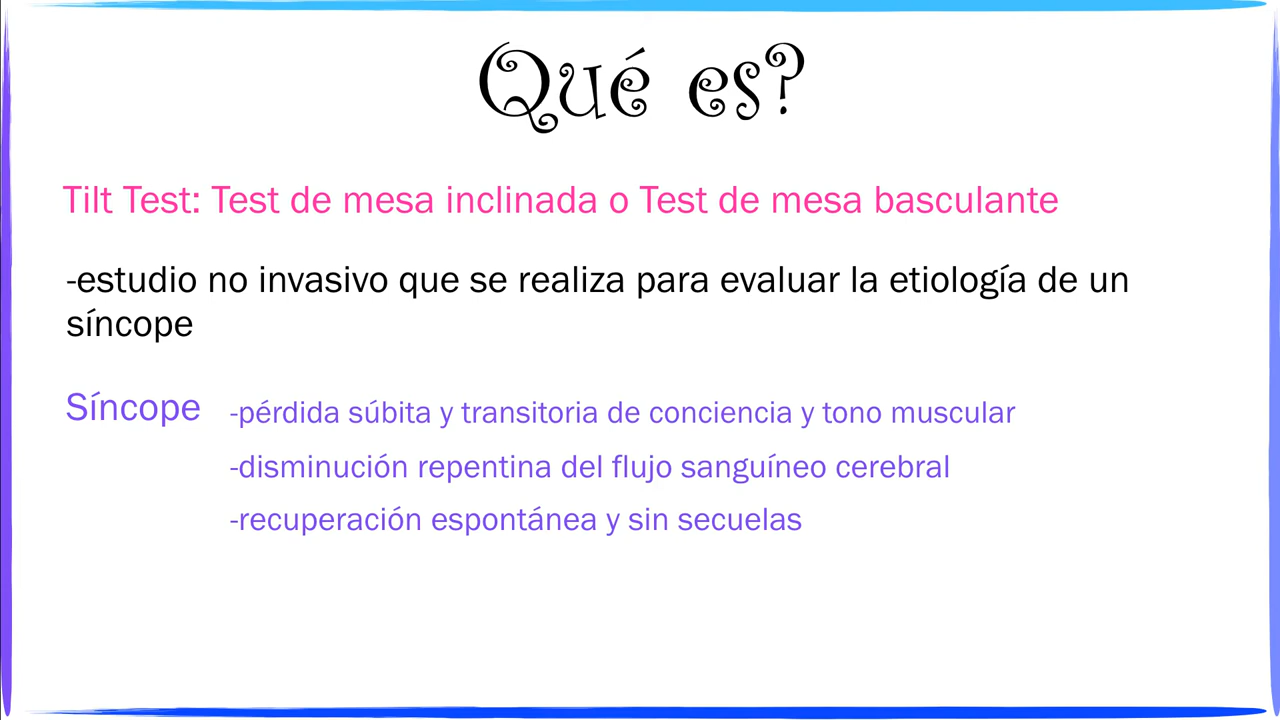 Qué es?
Tilt Test: Test de mesa inclinada o Test de mesa basculante
-estudio no invasivo que se realiza para evaluar la etiología de un
síncope
Síncope -pérdida súbita y transitoria de conciencia y tono muscular
-disminución repentina del flujo sanguíneo cerebral
-recuperación espontánea y sin secuelas